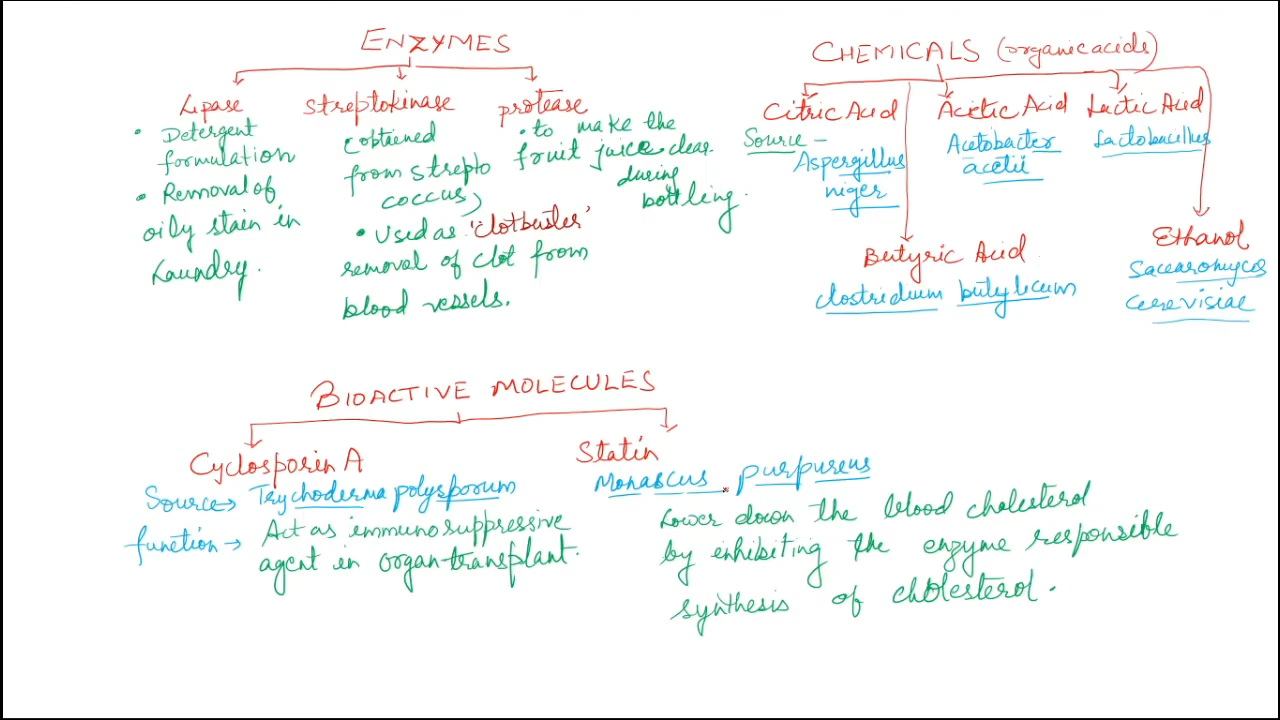 ENZYMES
Lipase
• Detergent
formulation
• Removal of
oily stain in
Laundry.
Streptokinase
(obtained
from Strepto
coccus)
• Used as 'clotbuster'
removal of clot from
blood vessels.
protease
• to make the
fruit juice clear
during
bottling.
CHEMICALS (organic acids)
Citric Acid
Source –
Aspergillus
niger
Acetic Acid
Acetobacter
acetii
Lactic Acid
Lactobacillus
Butyric Acid
clostridium butylicum
Ethanol
Sacearomyces
cerevisiae
BIOACTIVE MOLECULES
Cyclosporin A
Source → Trychoderma polysporum
function → Act as immunosuppressive
agent in organ-transplant.
Statin
Monascus purpureus
Lower down the blood cholesterol
by inhibiting the enzyme responsible
synthesis of cholesterol.